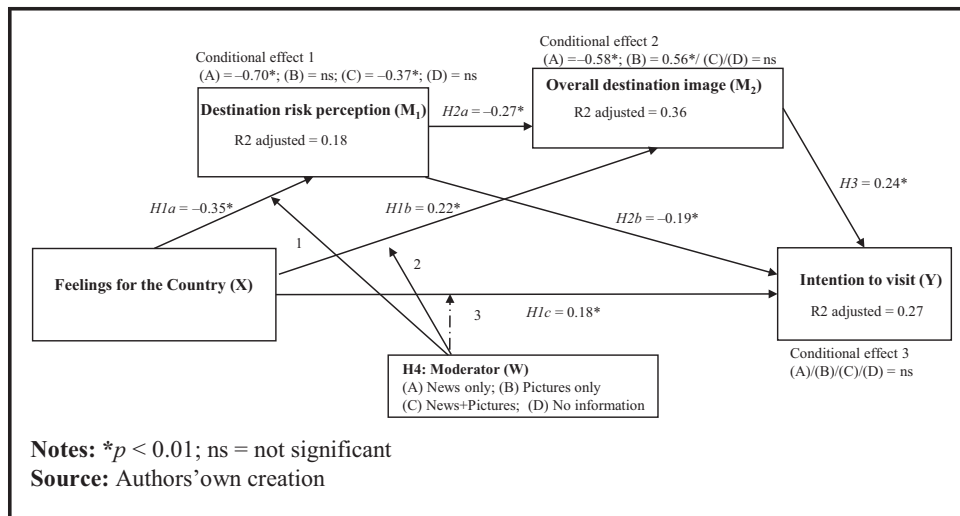 Conditional effect 1
(A) = –0.70*; (B) = ns; (C) = –0.37*; (D) = ns
Conditional effect 2
(A) = –0.58*; (B) = 0.56*/ (C)/(D) = ns
Destination risk perception (M1)
R2 adjusted = 0.18
H2a = –0.27*
Overall destination image (M2)
R2 adjusted = 0.36
H1a = –0.35*
H1b = 0.22*
H2b = –0.19*
H3 = 0.24*
1
2
3
Feelings for the Country (X)
H1c = 0.18*
Intention to visit (Y)
R2 adjusted = 0.27
Conditional effect 3
(A)/(B)/(C)/(D) = ns
H4: Moderator (W)
(A) News only; (B) Pictures only
(C) News+Pictures; (D) No information
Notes: *p < 0.01; ns = not significant
Source: Authors'own creation